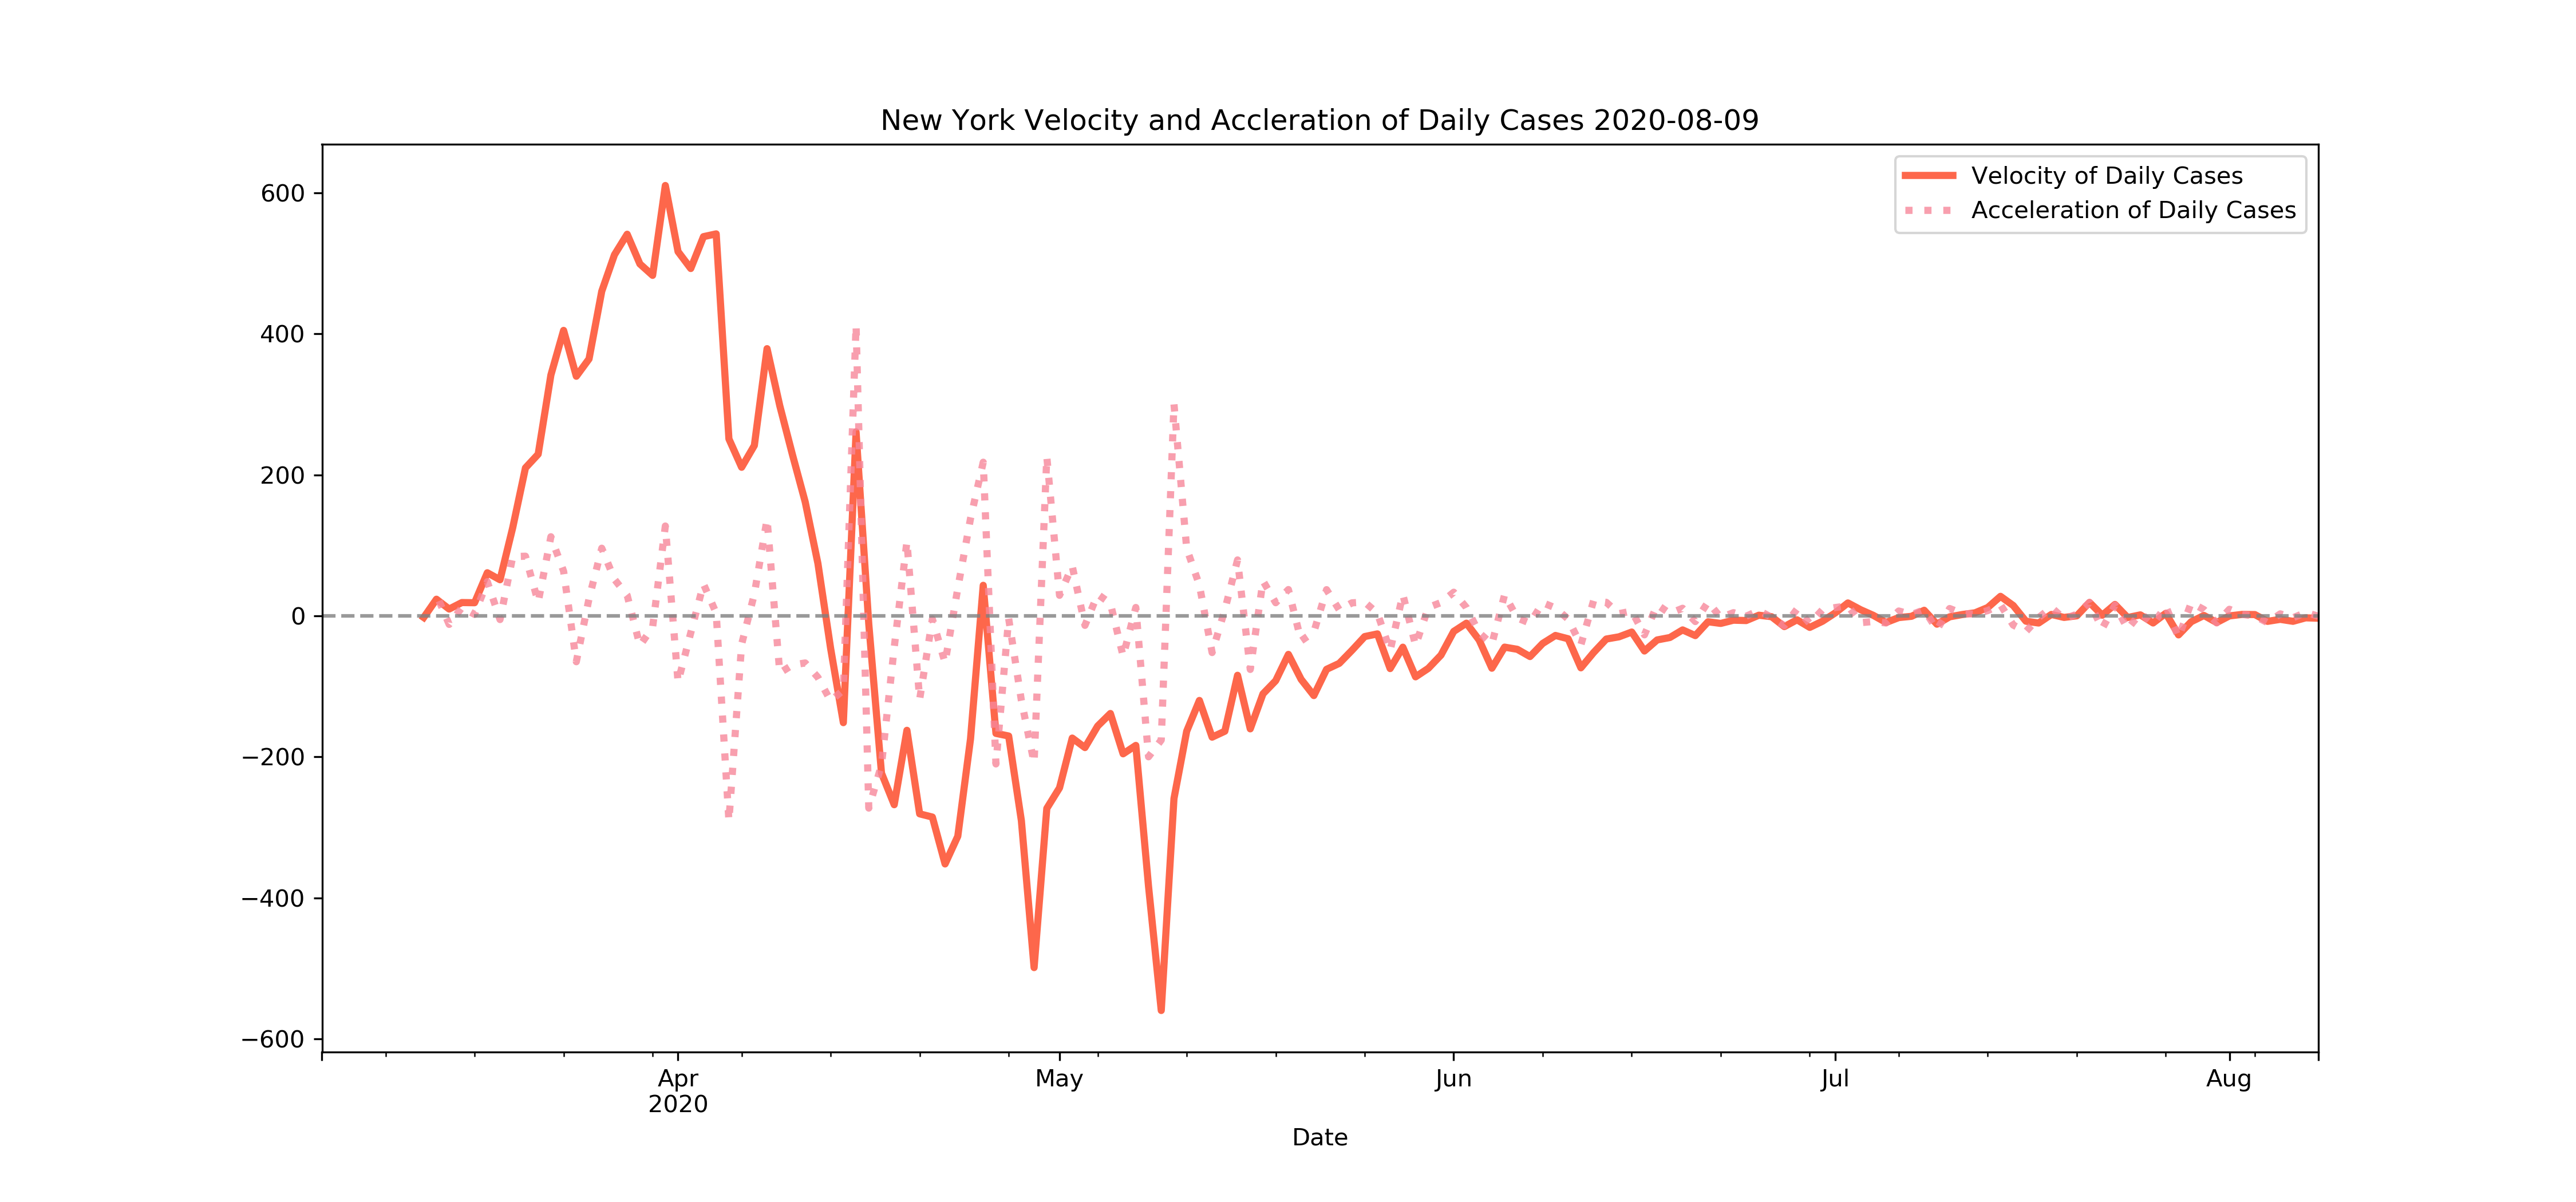 New York Velocity and Accleration of Daily Cases 2020-08-09
Velocity of Daily Cases
Acceleration of Daily Cases
600
400
200
0
−200
−400
−600
Apr
2020
May
Jun
Jul
Aug
Date